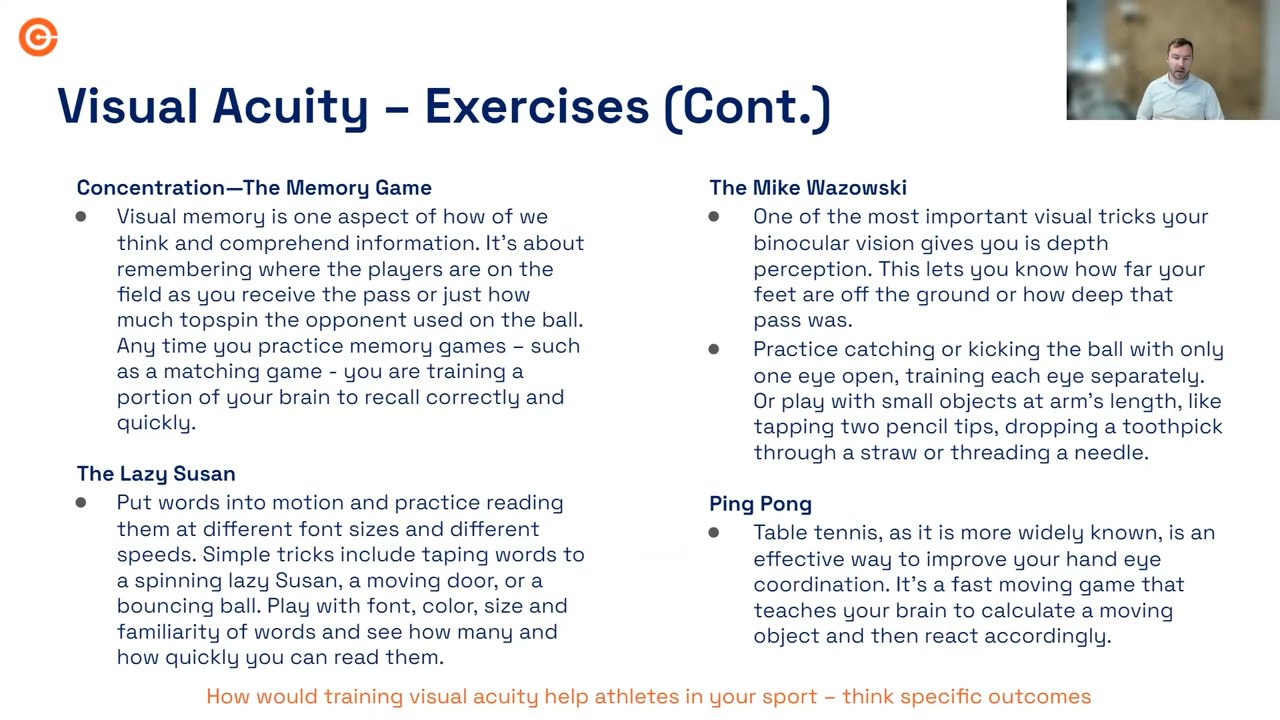 Visual Acuity – Exercises (Cont.)
Concentration—The Memory Game
● Visual memory is one aspect of how of we
think and comprehend information. It's about
remembering where the players are on the
field as you receive the pass or just how
much topspin the opponent used on the ball.
Any time you practice memory games – such
as a matching game - you are training a
portion of your brain to recall correctly and
quickly.
The Lazy Susan
● Put words into motion and practice reading
them at different font sizes and different
speeds. Simple tricks include taping words to
a spinning lazy Susan, a moving door, or a
bouncing ball. Play with font, color, size and
familiarity of words and see how many and
how quickly you can read them.
The Mike Wazowski
● One of the most important visual tricks your
binocular vision gives you is depth
perception. This lets you know how far your
feet are off the ground or how deep that
pass was.
● Practice catching or kicking the ball with only
one eye open, training each eye separately.
Or play with small objects at arm's length, like
tapping two pencil tips, dropping a toothpick
through a straw or threading a needle.
Ping Pong
● Table tennis, as it is more widely known, is an
effective way to improve your hand eye
coordination. It's a fast moving game that
teaches your brain to calculate a moving
object and then react accordingly.
How would training visual acuity help athletes in your sport – think specific outcomes